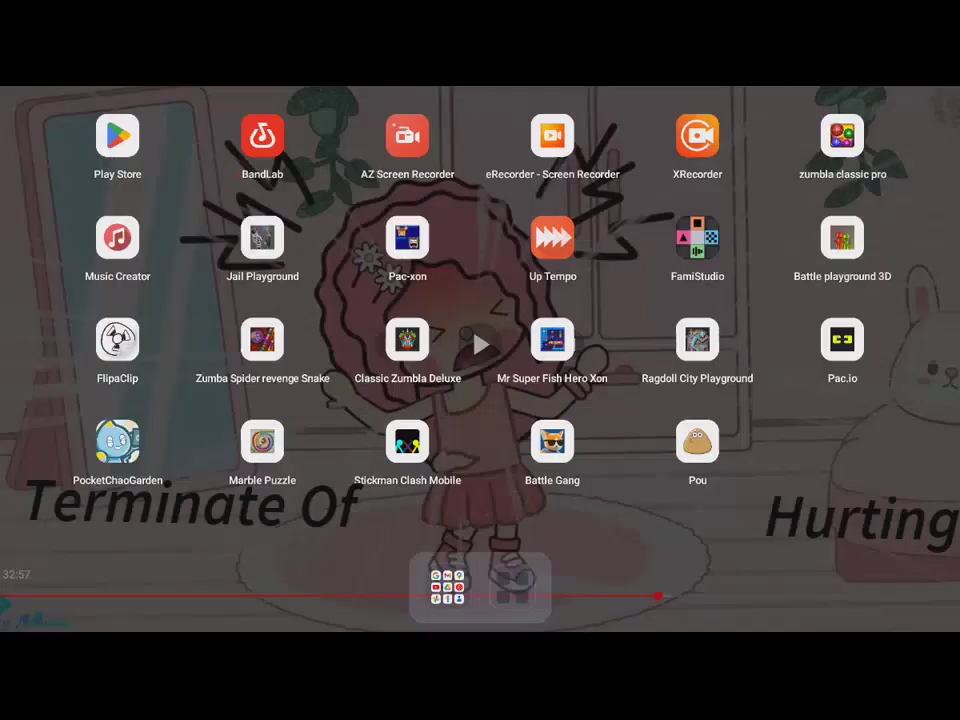 Play Store
BandLab
AZ Screen Recorder
eRecorder - Screen Recorder
XRecorder
zumbla classic pro
Music Creator
Jail Playground
Pac-xon
Up Tempo
FamiStudio
Battle playground 3D
FlipaClip
Zumba Spider revenge Snake
Classic Zumbla Deluxe
Mr Super Fish Hero Xon
Ragdoll City Playground
Pac.io
PocketChaoGarden
Marble Puzzle
Stickman Clash Mobile
Battle Gang
Pou
Terminate Of
Hurting
32:57